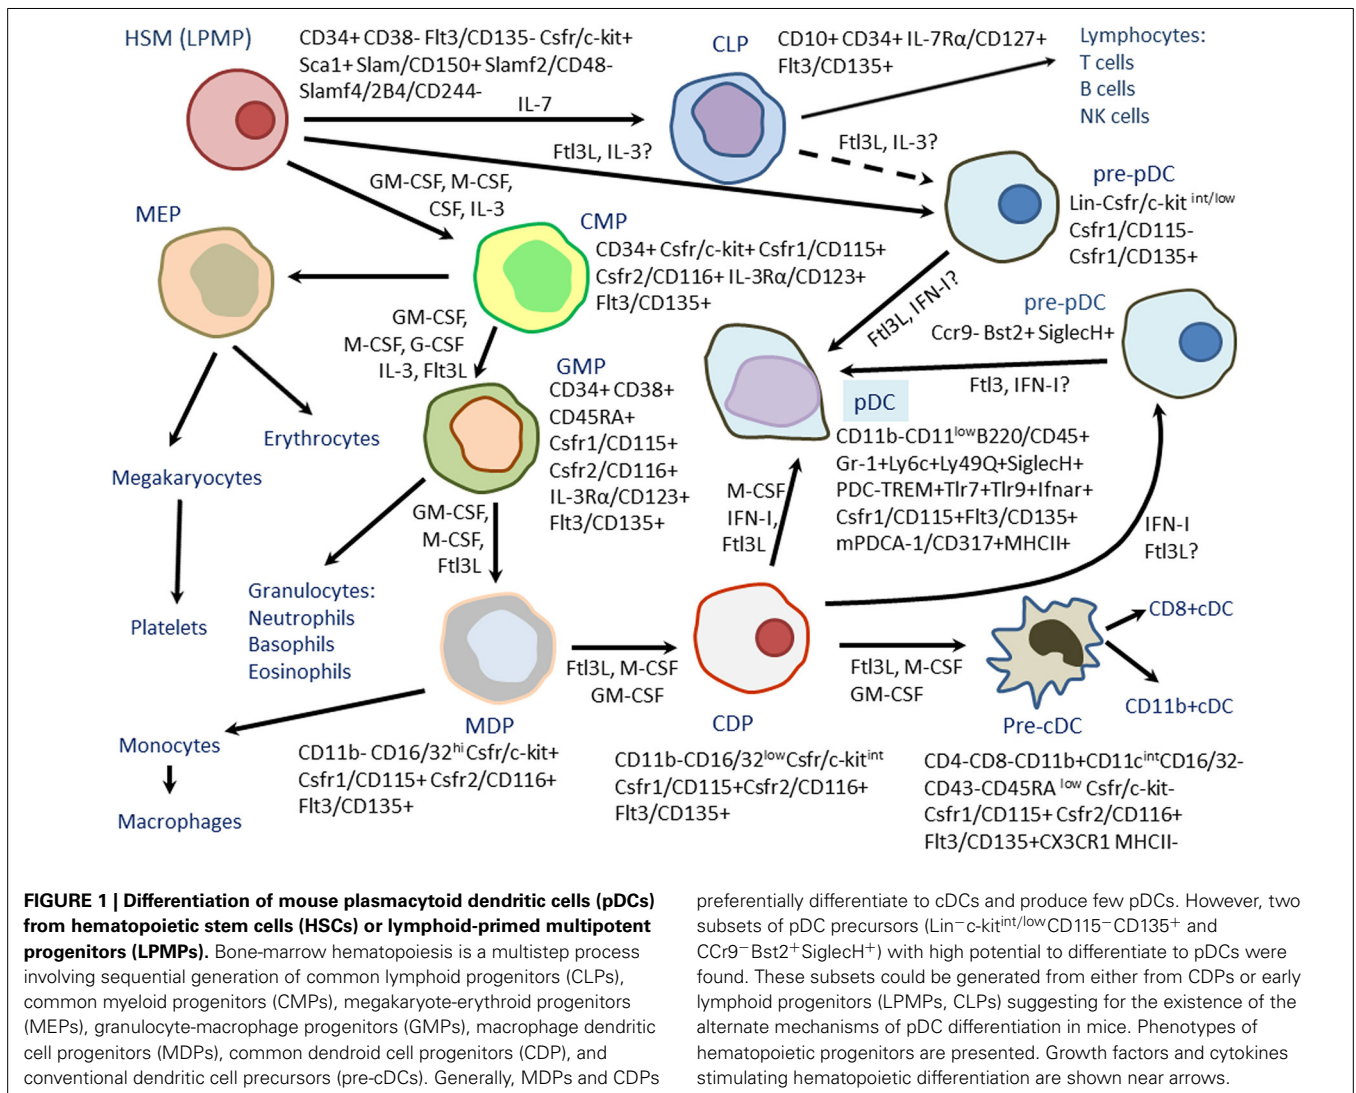 HSM (LPMP)
CD34+ CD38- Flt3/CD135- Csfr/c-kit+
Sca1+ Slam/CD150+ Slamf2/CD48-
Slamf4/2B4/CD244-
IL-7
CLP
CD10+ CD34+ IL-7Rα/CD127+
Flt3/CD135+
Lymphocytes:
T cells
B cells
NK cells
Ftl3L, IL-3?
Ftl3L, IL-3?
GM-CSF, M-CSF,
CSF, IL-3
pre-pDC
Lin-Csfr/c-kit int/low
Csfr1/CD115-
Csfr1/CD135+
MEP
CMP
CD34+ Csfr/c-kit+ Csfr1/CD115+
Csfr2/CD116+ IL-3Rα/CD123+
Flt3/CD135+
Ftl3L, IFN-I?
pre-pDC
Ccr9- Bst2+ SiglecH+
Ftl3, IFN-I?
GM-CSF,
M-CSF, G-CSF
IL-3, Flt3L
GMP
CD34+ CD38+
CD45RA+
Csfr1/CD115+
Csfr2/CD116+
IL-3Rα/CD123+
Flt3/CD135+
pDC
CD11b-CD11lowB220/CD45+
Gr-1+Ly6c+Ly49Q+SiglecH+
PDC-TREM+Tlr7+Tlr9+Ifnar+
Csfr1/CD115+Flt3/CD135+
mPDCA-1/CD317+MHCII+
Erythrocytes
Megakaryocytes
Platelets
GM-CSF,
M-CSF,
Ftl3L
M-CSF
IFN-I,
Ftl3L
IFN-I
Ftl3L?
Granulocytes:
Neutrophils
Basophils
Eosinophils
Ftl3L, M-CSF
GM-CSF
Ftl3L, M-CSF
GM-CSF
CD8+cDC
CD11b+cDC
Monocytes
Macrophages
MDP
CD11b- CD16/32hi Csfr/c-kit+
Csfr1/CD115+ Csfr2/CD116+
Flt3/CD135+
CDP
CD11b-CD16/32lowCsfr/c-kitint
Csfr1/CD115+Csfr2/CD116+
Flt3/CD135+
Pre-cDC
CD4-CD8-CD11b+CD11cintCD16/32-
CD43-CD45RA low Csfr/c-kit-
Csfr1/CD115+ Csfr2/CD116+
Flt3/CD135+CX3CR1 MHCII-
FIGURE 1 | Differentiation of mouse plasmacytoid dendritic cells (pDCs)
from hematopoietic stem cells (HSCs) or lymphoid-primed multipotent
progenitors (LPMPs). Bone-marrow hematopoiesis is a multistep process
involving sequential generation of common lymphoid progenitors (CLPs),
common myeloid progenitors (CMPs), megakaryote-erythroid progenitors
(MEPs), granulocyte-macrophage progenitors (GMPs), macrophage dendritic
cell progenitors (MDPs), common dendroid cell progenitors (CDP), and
conventional dendritic cell precursors (pre-cDCs). Generally, MDPs and CDPs
preferentially differentiate to cDCs and produce few pDCs. However, two
subsets of pDC precursors (Lin−c-kitint/lowCD115−CD135+ and
CCr9−Bst2+SiglecH+) with high potential to differentiate to pDCs were
found. These subsets could be generated from either from CDPs or early
lymphoid progenitors (LPMPs, CLPs) suggesting for the existence of the
alternate mechanisms of pDC differentiation in mice. Phenotypes of
hematopoietic progenitors are presented. Growth factors and cytokines
stimulating hematopoietic differentiation are shown near arrows.